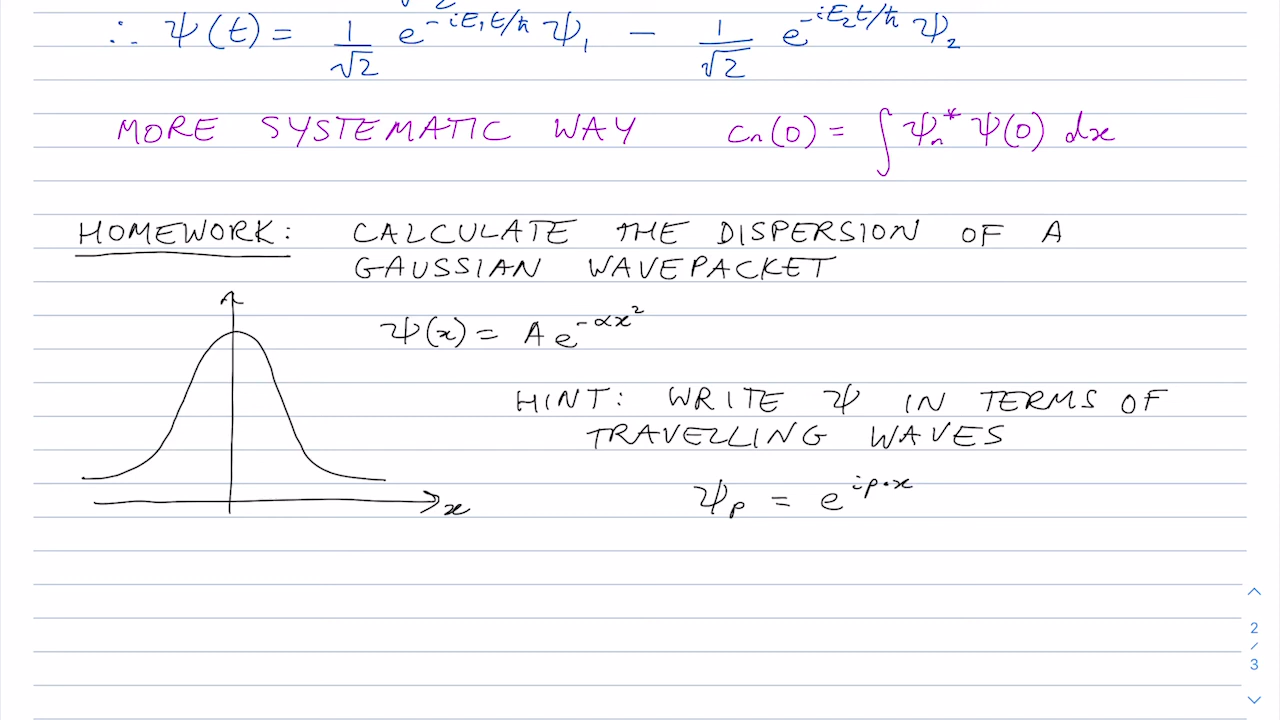 ∴ ψ(t) = 1/√2 e^{-iE₁t/ħ} ψ₁ - 1/√2 e^{-iE₂t/ħ} ψ₂
MORE SYSTEMATIC WAY cₙ(0) = ∫ ψₙ* ψ(0) dx
HOMEWORK: CALCULATE THE DISPERSION OF A
GAUSSIAN WAVEPACKET
ψ(x) = A e^{-αx²}
HINT: WRITE ψ IN TERMS OF
TRAVELLING WAVES
x
ψₚ = e^{ip·x}
2
/
3